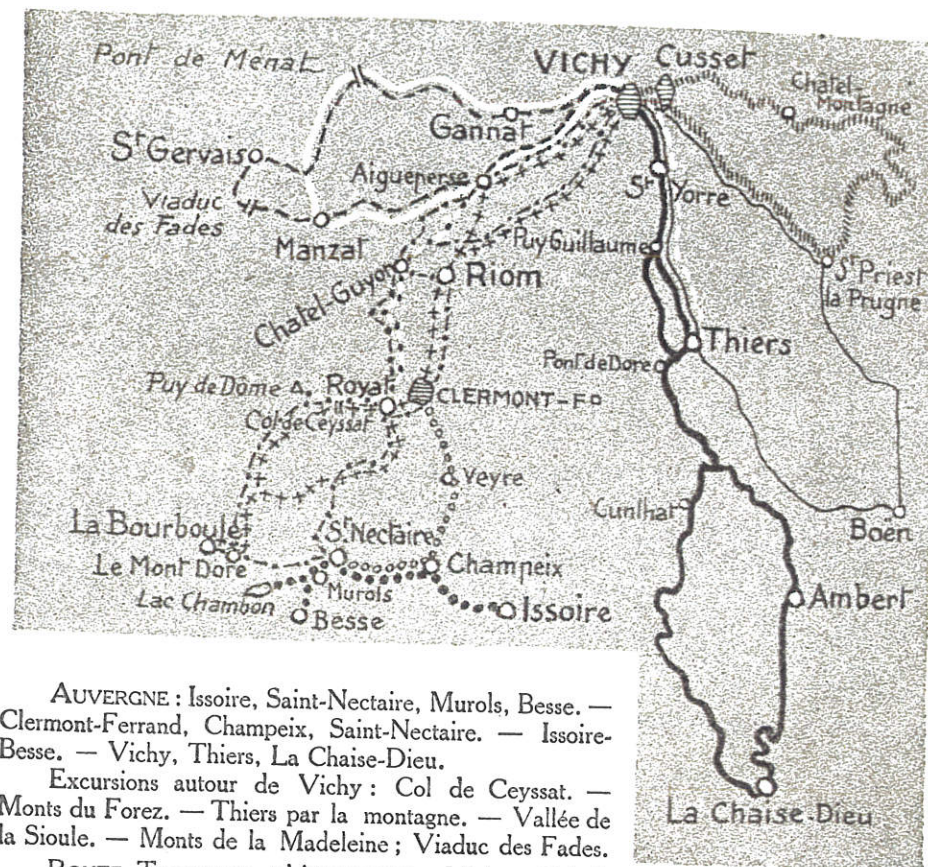 Pont de Ménat
VICHY
Cusset
Chatel-
Montagne
Gannat
St Gervais
Aigueperse
St Yorre
Viaduc
des Fades
Manzat
Puy Guillaume
St Priest
la Prugne
Chatel-Guyon
Riom
Thiers
Pont de Dore
Puy de Dome
Royat
CLERMONT-FD
Col de Ceyssat
Veyre
Cunlhat
Boën
La Bourboule
St Nectaire
Le Mont Dore
Champeix
Lac Chambon
Murols
Issoire
Besse
Ambert
La Chaise-Dieu
AUVERGNE : Issoire, Saint-Nectaire, Murols, Besse. —
Clermont-Ferrand, Champeix, Saint-Nectaire. — Issoire-
Besse. — Vichy, Thiers, La Chaise-Dieu.
Excursions autour de Vichy : Col de Ceyssat. —
Monts du Forez. — Thiers par la montagne. — Vallée de
la Sioule. — Monts de la Madeleine ; Viaduc des Fades.